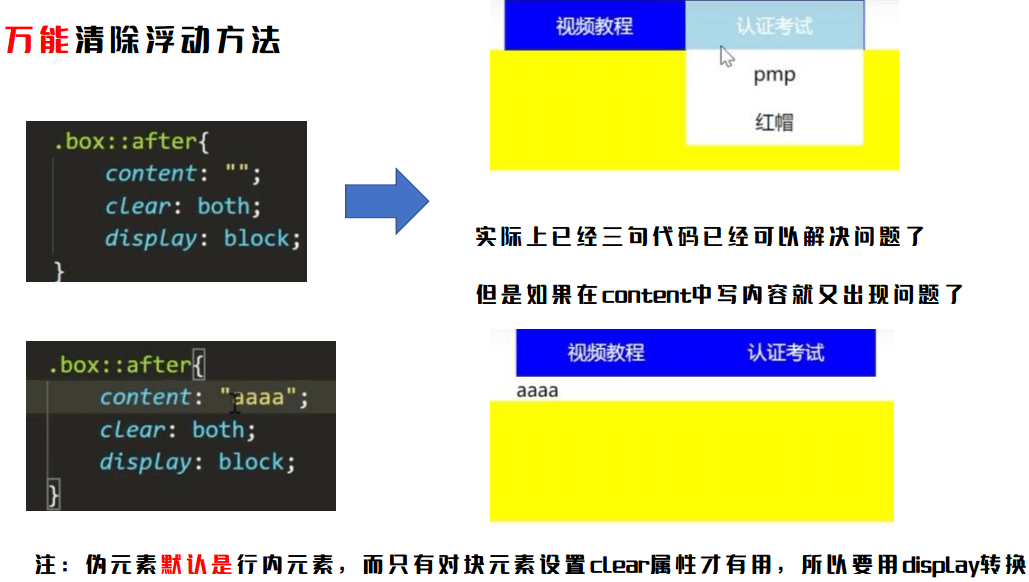 万能清除浮动方法
视频教程 认证考试
pmp
红帽
.box::after{
content: "";
clear: both;
display: block;
}
实际上已经三句代码已经可以解决问题了
但是如果在content中写内容就又出现问题了
.box::after{
content: "aaaa";
clear: both;
display: block;
}
视频教程 认证考试
aaaa
注：伪元素默认是行内元素，而只有对块元素设置clear属性才有用，所以要用display转换